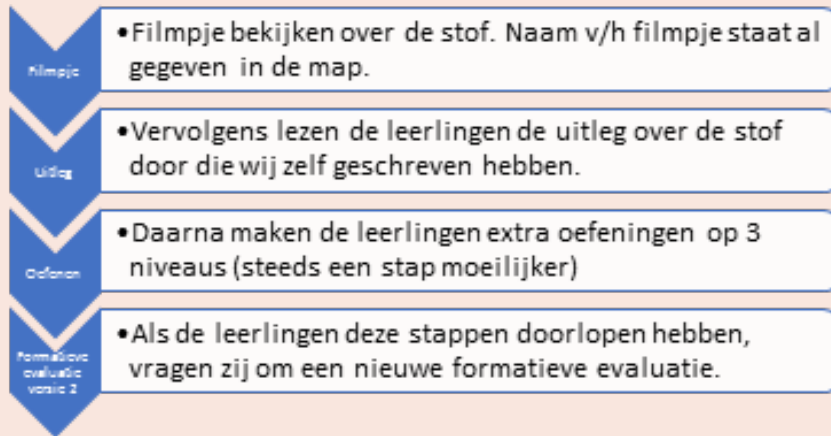 Filmpje
•Filmpje bekijken over de stof. Naam v/h filmpje staat al
gegeven in de map.
Uitleg
•Vervolgens lezen de leerlingen de uitleg over de stof
door die wij zelf geschreven hebben.
Oefenen
•Daarna maken de leerlingen extra oefeningen op 3
niveaus (steeds een stap moeilijker)
Formatieve
evaluatie
versie 2
•Als de leerlingen deze stappen doorlopen hebben,
vragen zij om een nieuwe formatieve evaluatie.